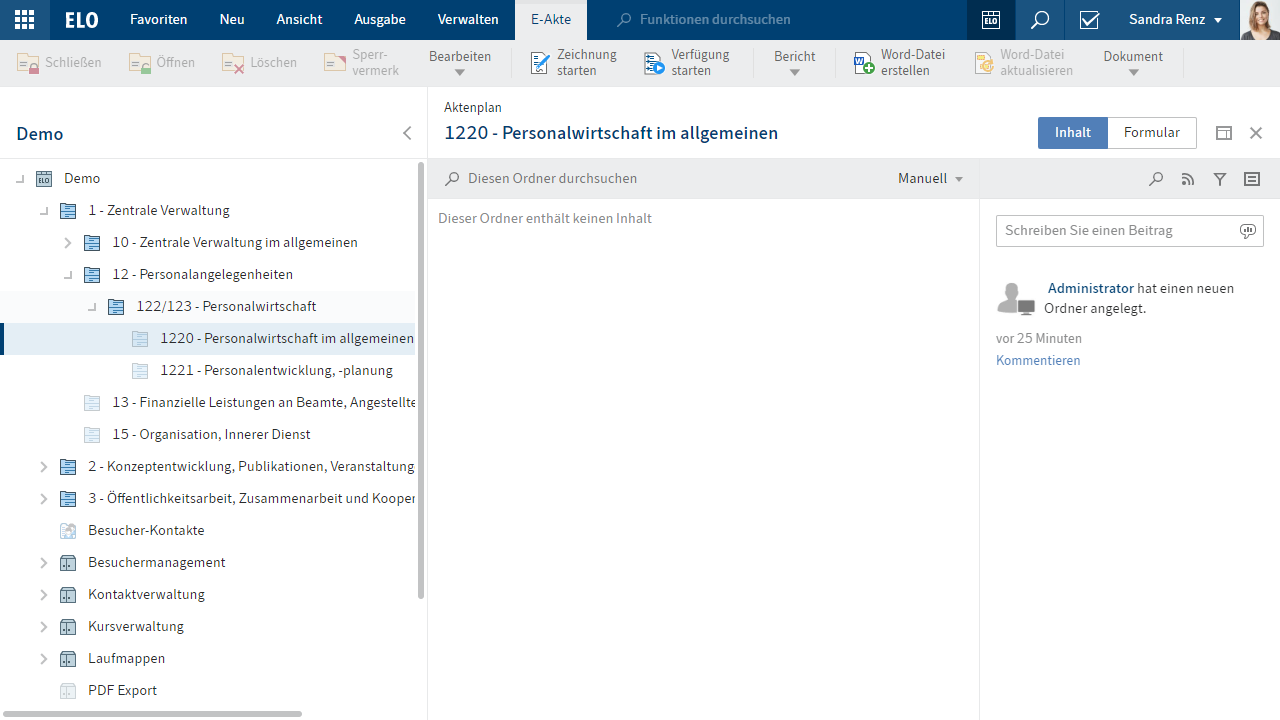 ELO Favoriten Neu Ansicht Ausgabe Verwalten E-Akte Funktionen durchsuchen ELO Sandra Renz
Schließen Öffnen Löschen Sperr-
vermerk Bearbeiten Zeichnung
starten Verfügung
starten Bericht Word-Datei
erstellen Word-Datei
aktualisieren Dokument
Demo
Aktenplan
1220 - Personalwirtschaft im allgemeinen
Inhalt Formular
ELO Demo
1 - Zentrale Verwaltung
10 - Zentrale Verwaltung im allgemeinen
12 - Personalangelegenheiten
122/123 - Personalwirtschaft
1220 - Personalwirtschaft im allgemeinen
1221 - Personalentwicklung, -planung
13 - Finanzielle Leistungen an Beamte, Angestellte
15 - Organisation, Innerer Dienst
2 - Konzeptentwicklung, Publikationen, Veranstaltung
3 - Öffentlichkeitsarbeit, Zusammenarbeit und Kooper
Besucher-Kontakte
Besuchermanagement
Kontaktverwaltung
Kursverwaltung
Laufmappen
PDF Export
Diesen Ordner durchsuchen Manuell
Dieser Ordner enthält keinen Inhalt
Schreiben Sie einen Beitrag
Administrator hat einen neuen
Ordner angelegt.
vor 25 Minuten
Kommentieren